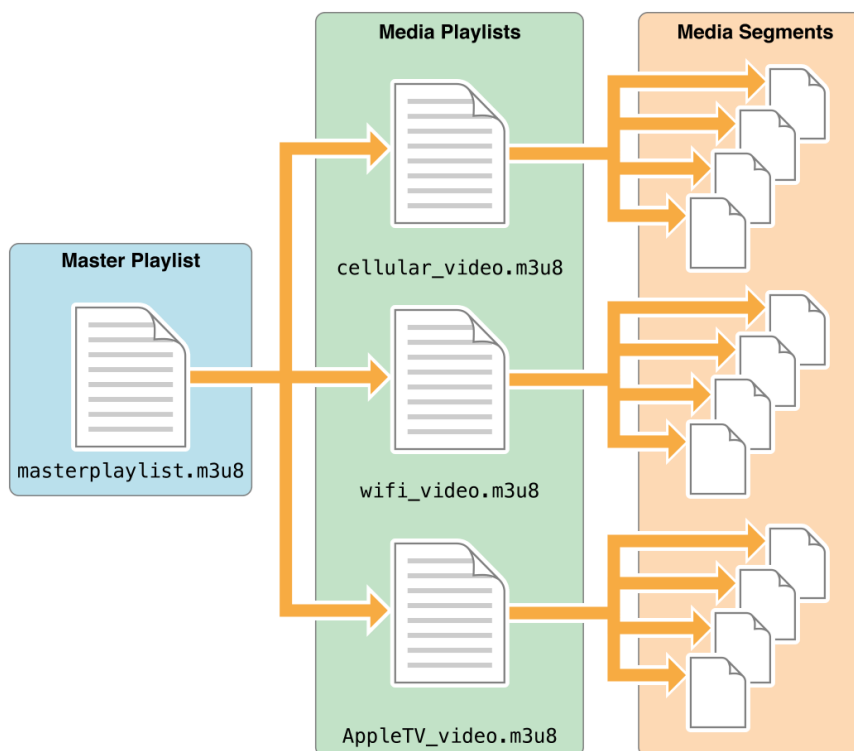 Media Playlists
Media Segments
cellular_video.m3u8
Master Playlist
masterplaylist.m3u8
wifi_video.m3u8
AppleTV_video.m3u8